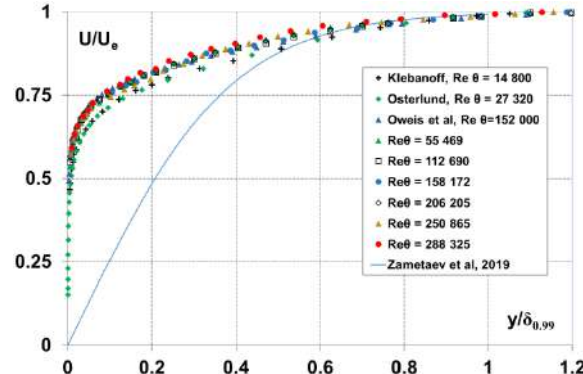 1
U/Uₑ
0.75
0.5
0.25
0
Klebanoff, Re θ = 14 800
Osterlund, Re θ = 27 320
Oweis et al, Re θ=152 000
Reθ = 55 469
Reθ = 112 690
Reθ = 158 172
Reθ = 206 205
Reθ = 250 865
Reθ = 288 325
Zametaev et al, 2019
y/δ₀.₉₉
0 0.2 0.4 0.6 0.8 1 1.2